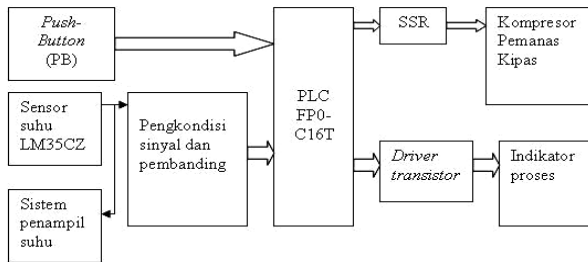 Push-
Button
(PB)
Sensor
suhu
LM35CZ
Sistem
penampil
suhu
Pengkondisi
sinyal dan
pembanding
PLC
FP0-
C16T
SSR
Kompresor
Pemanas
Kipas
Driver
transistor
Indikator
proses